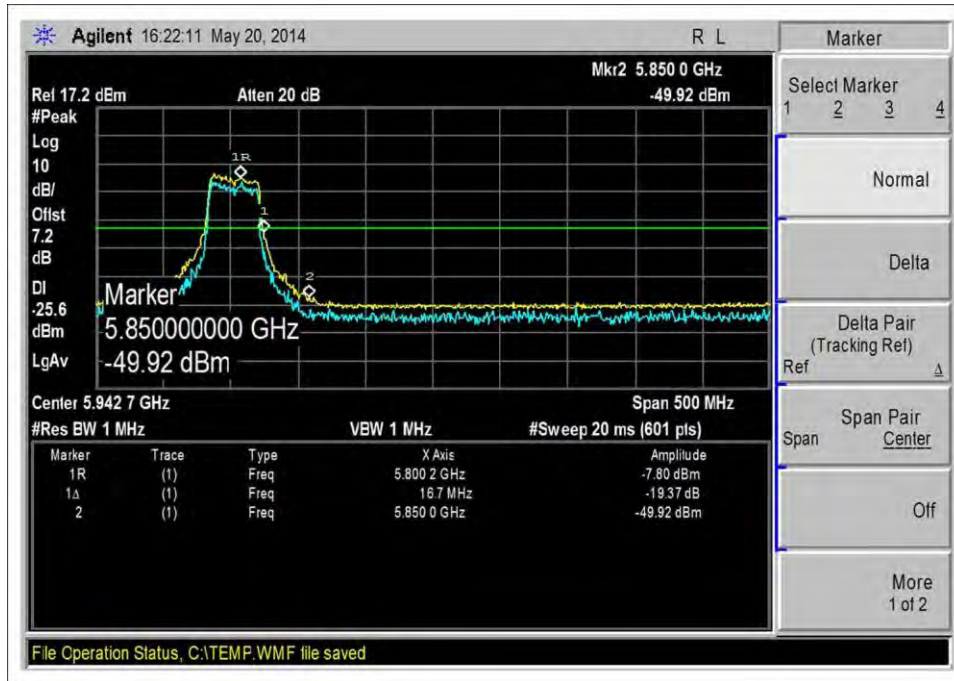 Agilent 16:22:11 May 20, 2014 R L
Mkr2 5.850 0 GHz
Ref 17.2 dBm Atten 20 dB -49.92 dBm
#Peak
Log
10
dB/
Offst
7.2
dB
DI
-25.6
dBm
LgAv
1R
1
2
Marker
5.850000000 GHz
-49.92 dBm
Center 5.942 7 GHz Span 500 MHz
#Res BW 1 MHz VBW 1 MHz #Sweep 20 ms (601 pts)
Marker Trace Type X Axis Amplitude
1R (1) Freq 5.800 2 GHz -7.80 dBm
1Δ (1) Freq 16.7 MHz -19.37 dB
2 (1) Freq 5.850 0 GHz -49.92 dBm
File Operation Status, C:\TEMP.WMF file saved
Marker
Select Marker
1 2 3 4
Normal
Delta
Delta Pair
(Tracking Ref)
Ref Δ
Span Pair
Span Center
Off
More
1 of 2